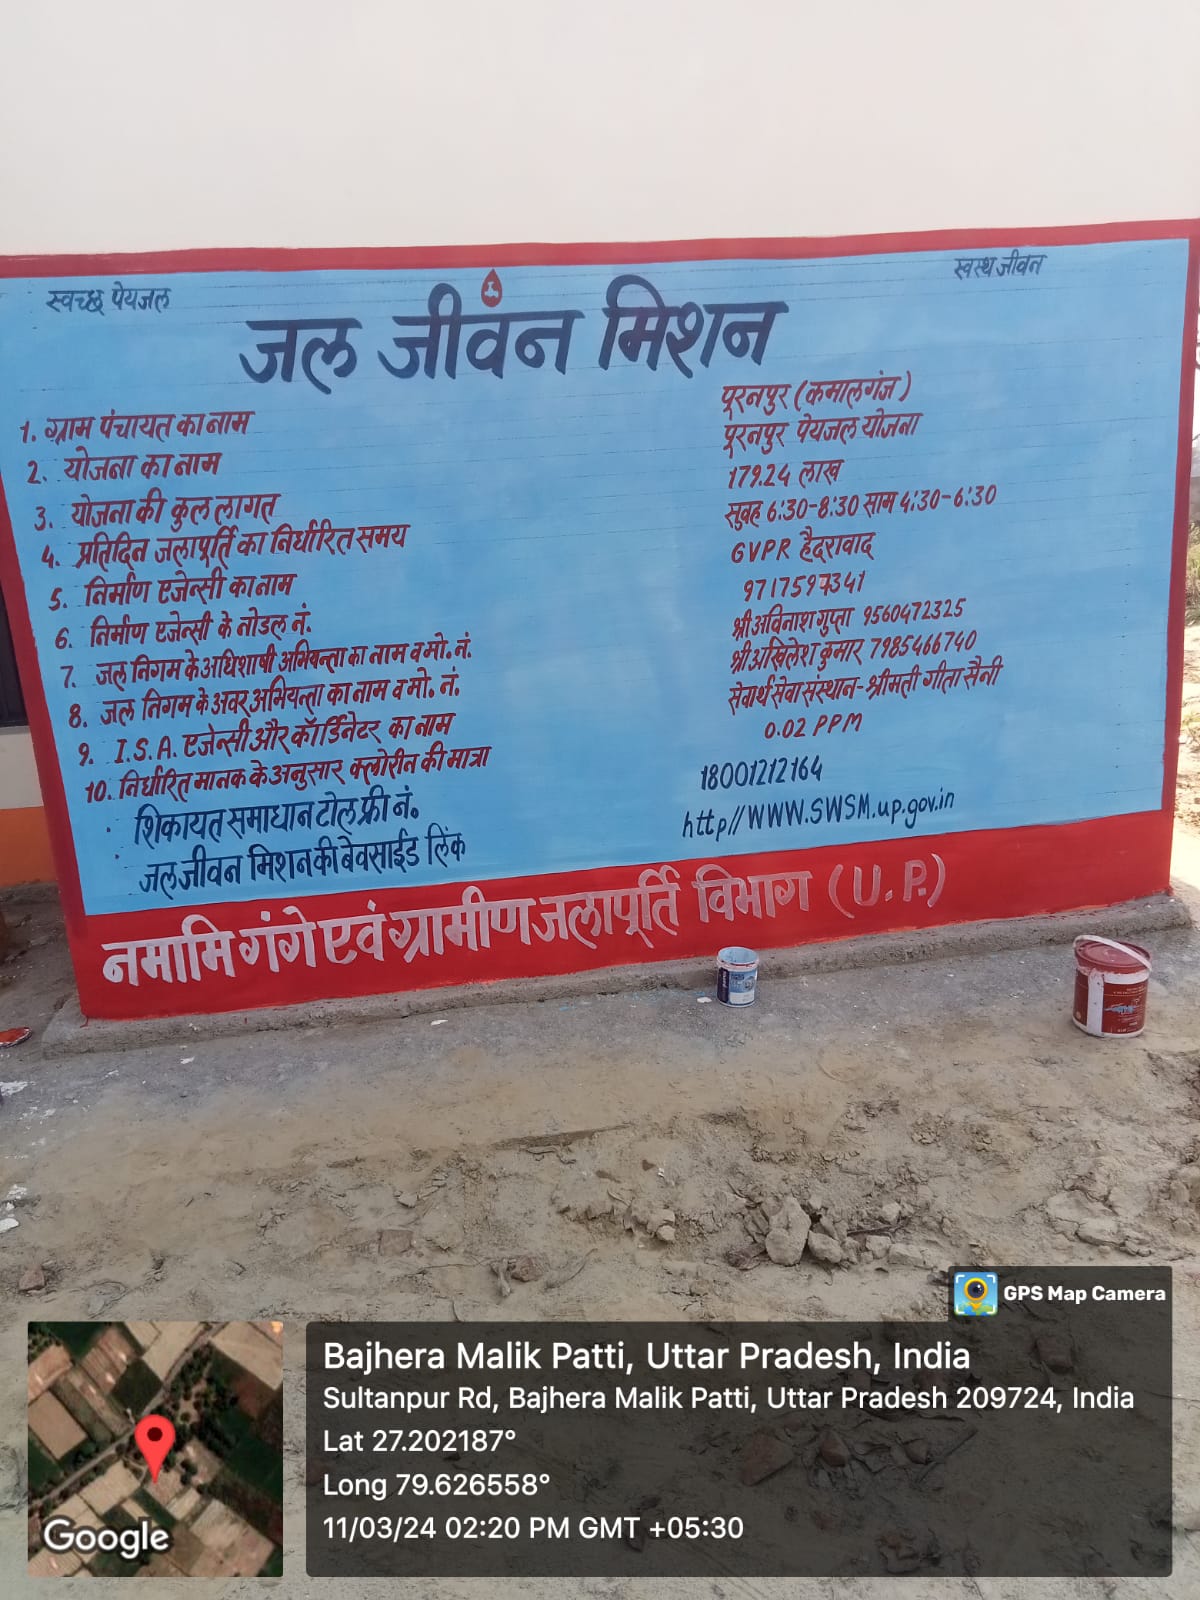 स्वच्छ पेयजल
स्वस्थ जीवन
जल जीवन मिशन
1. ग्राम पंचायत का नाम पूरनपुर (कमालगंज)
2. योजना का नाम पूरनपुर पेयजल योजना
3. योजना की कुल लागत 179.24 लाख
4. प्रतिदिन जलापूर्ति का निर्धारित समय सुवह 6:30-8:30 साम 4:30-6:30
5. निर्माण एजेन्सी का नाम GVPR हैदरावाद
6. निर्माण एजेन्सी के नोडल नं. 9717597341
7. जल निगम के अधिशाषी अभियन्ता का नाम व मो. नं. श्री अविनाश गुप्ता 9560472325
8. जल निगम के अवर अभियन्ता का नाम व मो. नं. श्री अखिलेश कुमार 7985466740
9. I.S.A. एजेन्सी और कॉर्डिनेटर का नाम सेवार्थ सेवा संस्थान-श्रीमती गीता सैनी
10. निर्धारित मानक के अनुसार क्लोरीन की मात्रा 0.02 PPM
शिकायत समाधान टोल फ्री नं. 18001212164
जल जीवन मिशन की बेवसाईड लिंक http//WWW.SWSM.up.gov.in
नमामि गंगे एवं ग्रामीण जलापूर्ति विभाग (U.P.)
GPS Map Camera
Bajhera Malik Patti, Uttar Pradesh, India
Sultanpur Rd, Bajhera Malik Patti, Uttar Pradesh 209724, India
Lat 27.202187°
Long 79.626558°
11/03/24 02:20 PM GMT +05:30
Google